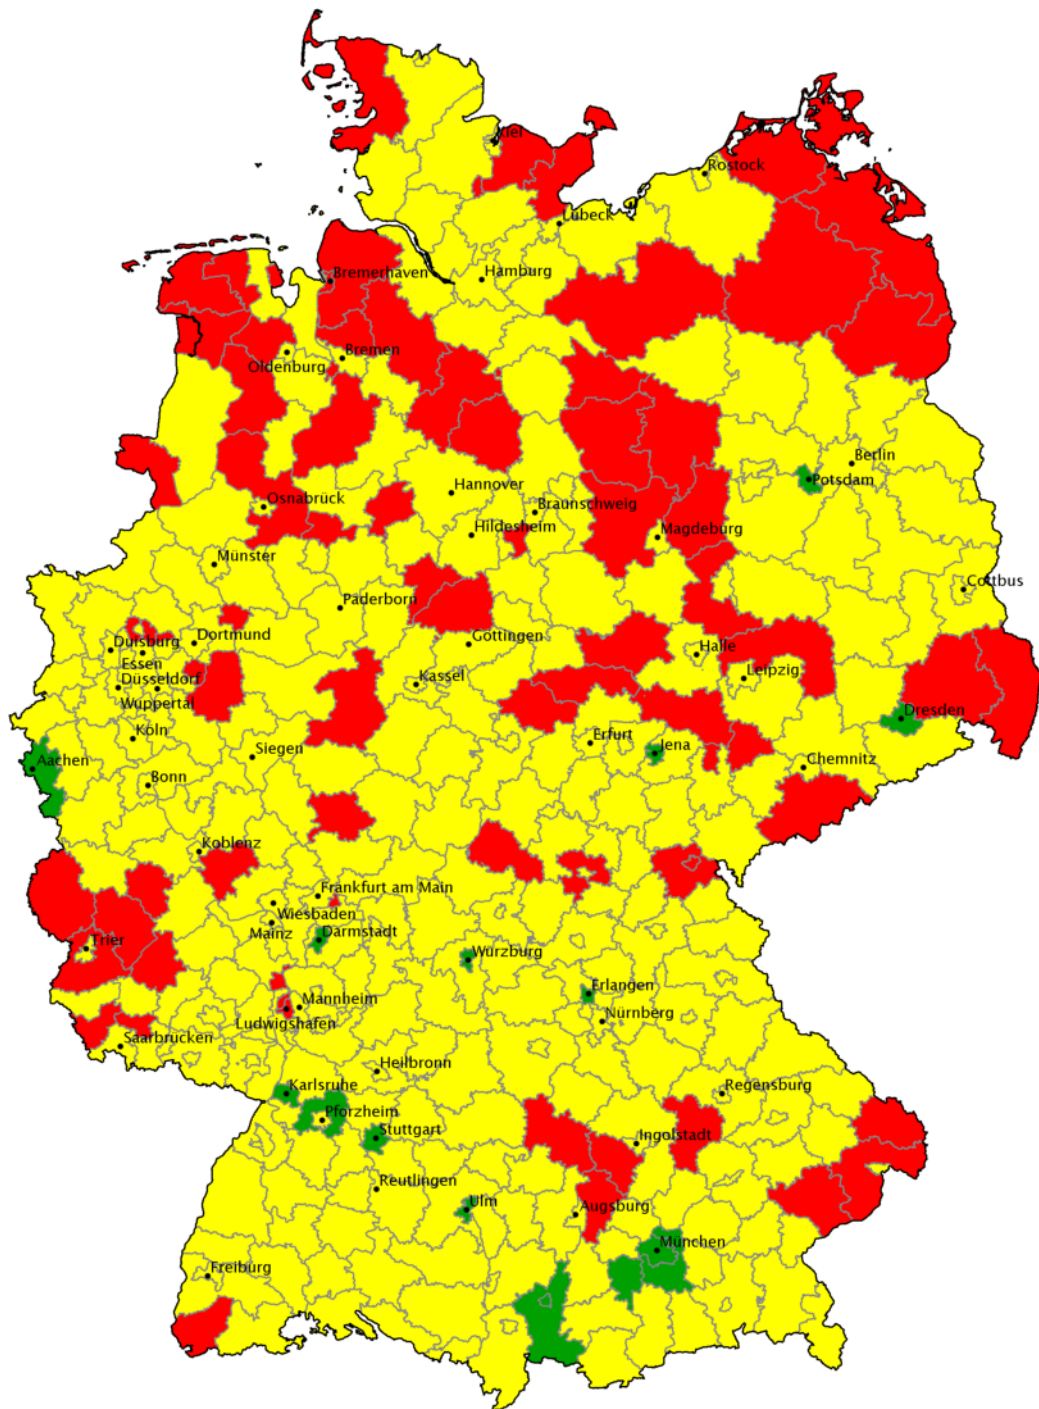 Kiel
Rostock
Lübeck
Hamburg
Bremerhaven
Bremen
Oldenburg
Berlin
Potsdam
Hannover
Osnabrück
Braunschweig
Hildesheim
Magdeburg
Münster
Cottbus
Paderborn
Göttingen
Dortmund
Duisburg
Essen
Halle
Kassel
Leipzig
Düsseldorf
Wuppertal
Dresden
Köln
Erfurt
Siegen
Jena
Aachen
Chemnitz
Bonn
Koblenz
Frankfurt am Main
Wiesbaden
Mainz
Darmstadt
Trier
Würzburg
Erlangen
Mannheim
Ludwigshafen
Nürnberg
Saarbrücken
Heilbronn
Karlsruhe
Regensburg
Pforzheim
Stuttgart
Ingolstadt
Reutlingen
Ulm
Augsburg
München
Freiburg